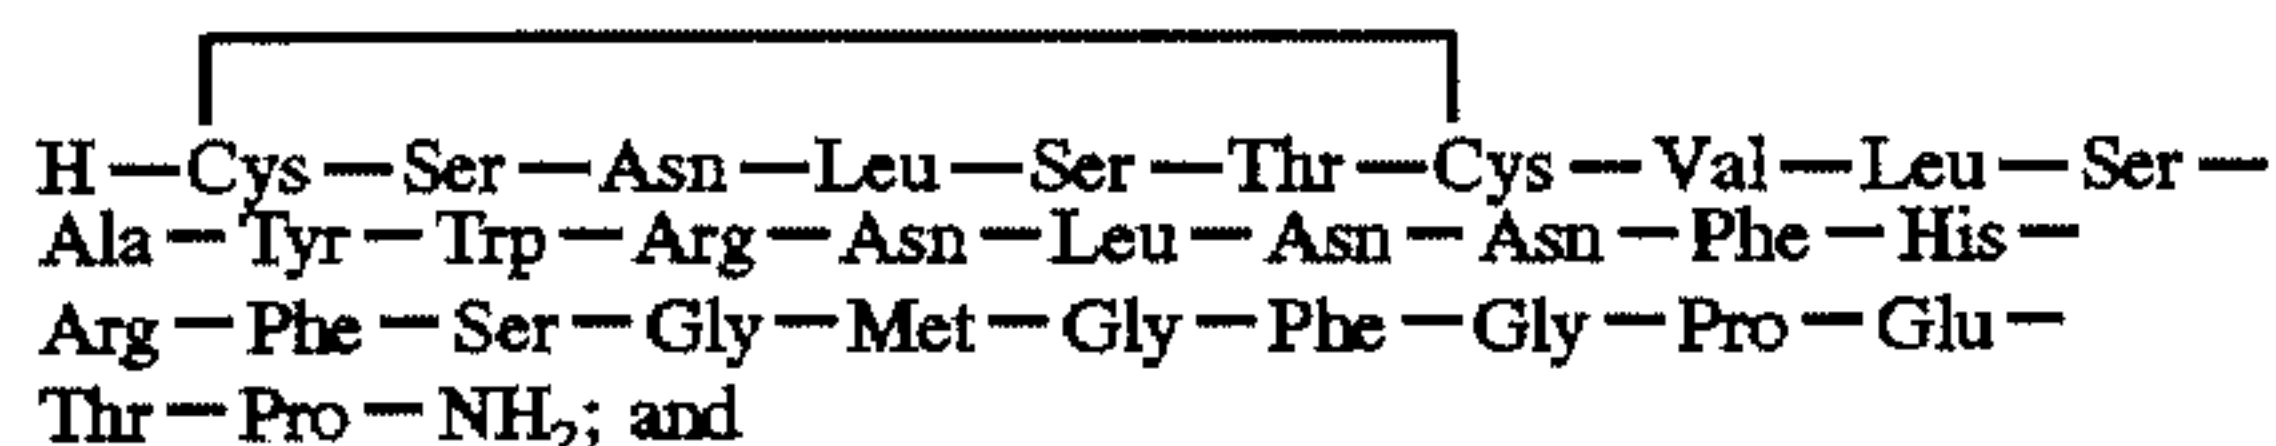 H—Cys—Ser—Asn—Leu—Ser—Thr—Cys—Val—Leu—Ser—
Ala—Tyr—Trp—Arg—Asn—Leu—Asn—Asn—Phe—His—
Arg—Phe—Ser—Gly—Met—Gly—Phe—Gly—Pro—Glu—
Thr—Pro—NH₂; and